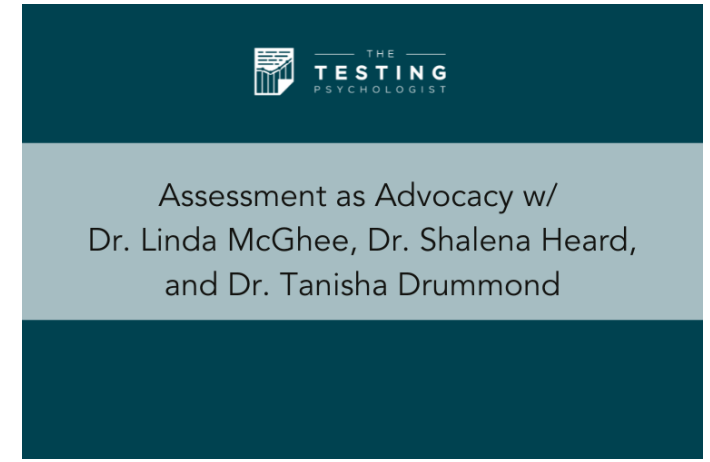 THE
TESTING
PSYCHOLOGIST
Assessment as Advocacy w/
Dr. Linda McGhee, Dr. Shalena Heard,
and Dr. Tanisha Drummond